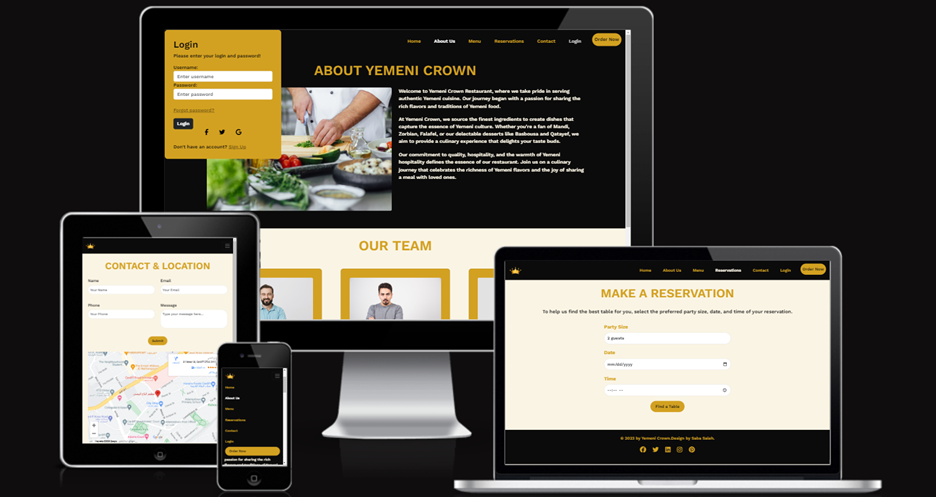 Login
Please enter your login and password!
Username:
Enter username
Password:
Enter password
Forgot password?
Login
Don't have an account? Sign Up
Home About Us Menu Reservations Contact Login Order Now
ABOUT YEMENI CROWN
Welcome to Yemeni Crown Restaurant, where we take pride in serving
authentic Yemeni cuisine. Our journey began with a passion for sharing the
rich flavors and traditions of Yemeni food.
At Yemeni Crown, we source the finest ingredients to create dishes that
capture the essence of Yemeni culture. Whether you're a fan of Mandi,
Zorbian, Falafel, or our delectable desserts like Basbousa and Qatayef, we
aim to provide a culinary experience that delights your taste buds.
Our commitment to quality, hospitality, and the warmth of Yemeni
hospitality defines the essence of our restaurant. Join us on a culinary
journey that celebrates the richness of Yemeni flavors and the joy of sharing
a meal with loved ones.
OUR TEAM
CONTACT & LOCATION
Name Email
Your Name Your Email
Phone Message
Your Phone Type your message here...
Submit
Home
About Us
Menu
Reservations
Contact
Login
Order Now
passion for sharing the rich
Home About Us Menu Reservations Contact Login Order Now
MAKE A RESERVATION
To help us find the best table for you, select the preferred party size, date, and time of your reservation.
Party Size
2 guests
Date
mm/dd/yyyy
Time
--:-- --
Find a Table
© 2022 by Yemeni Crown.Design by Saba Saleh.